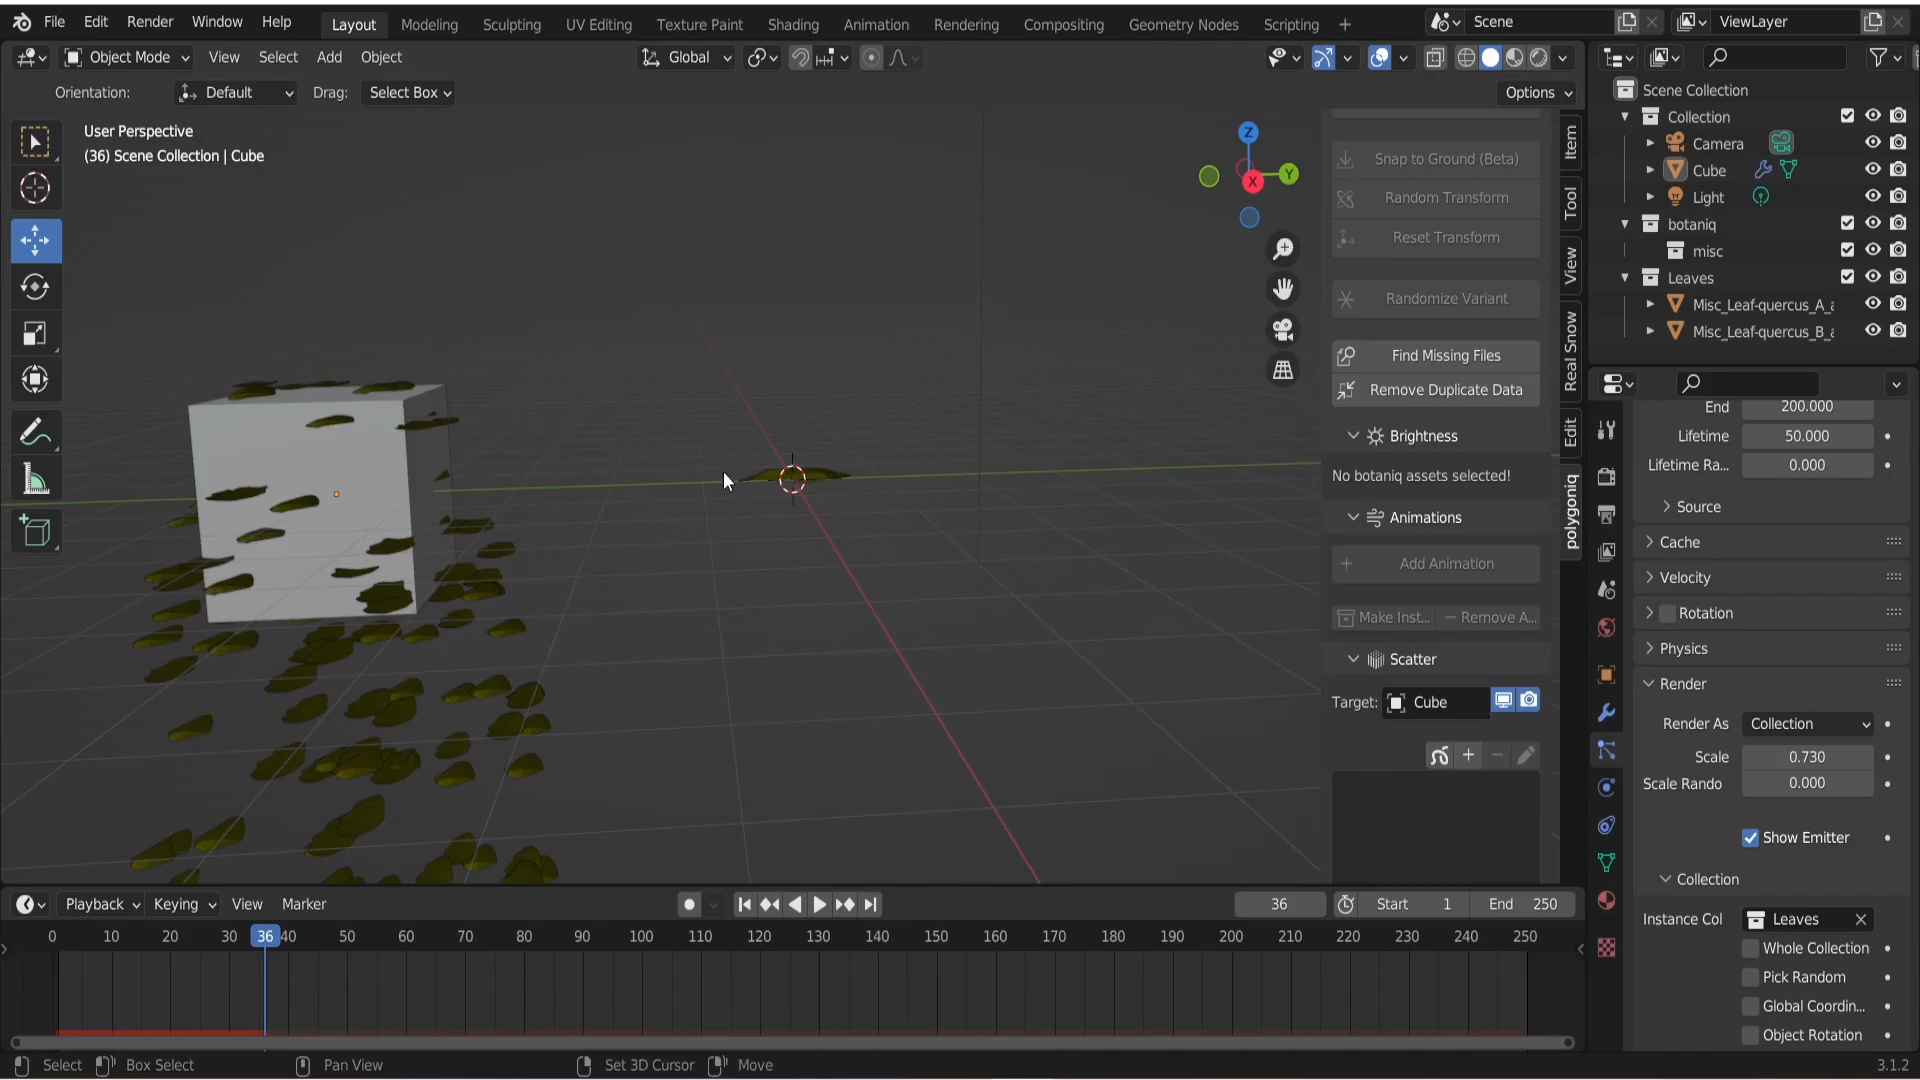 File Edit Render Window Help Layout Modeling Sculpting UV Editing Texture Paint Shading Animation Rendering Compositing Geometry Nodes Scripting + Scene ViewLayer
Object Mode View Select Add Object Global
Orientation: Default Drag: Select Box Options
User Perspective
(36) Scene Collection | Cube
Z
Y
X
Snap to Ground (Beta)
Random Transform
Reset Transform
Randomize Variant
Find Missing Files
Remove Duplicate Data
Brightness
No botaniq assets selected!
Animations
Add Animation
Make Inst... Remove A...
Scatter
Target: Cube
Item
Tool
View
Real Snow
Edit
polygoniq
Scene Collection
Collection
Camera
Cube
Light
botaniq
misc
Leaves
Misc_Leaf-quercus_A_a
Misc_Leaf-quercus_B_a
End 200.000
Lifetime 50.000
Lifetime Ra... 0.000
Source
Cache
Velocity
Rotation
Physics
Render
Render As Collection
Scale 0.730
Scale Rando 0.000
Show Emitter
Collection
Instance Col Leaves
Whole Collection
Pick Random
Global Coordin...
Object Rotation
Playback Keying View Marker 36 Start 1 End 250
0 10 20 30 36 40 50 60 70 80 90 100 110 120 130 140 150 160 170 180 190 200 210 220 230 240 250
Select Box Select Pan View Set 3D Cursor Move 3.1.2